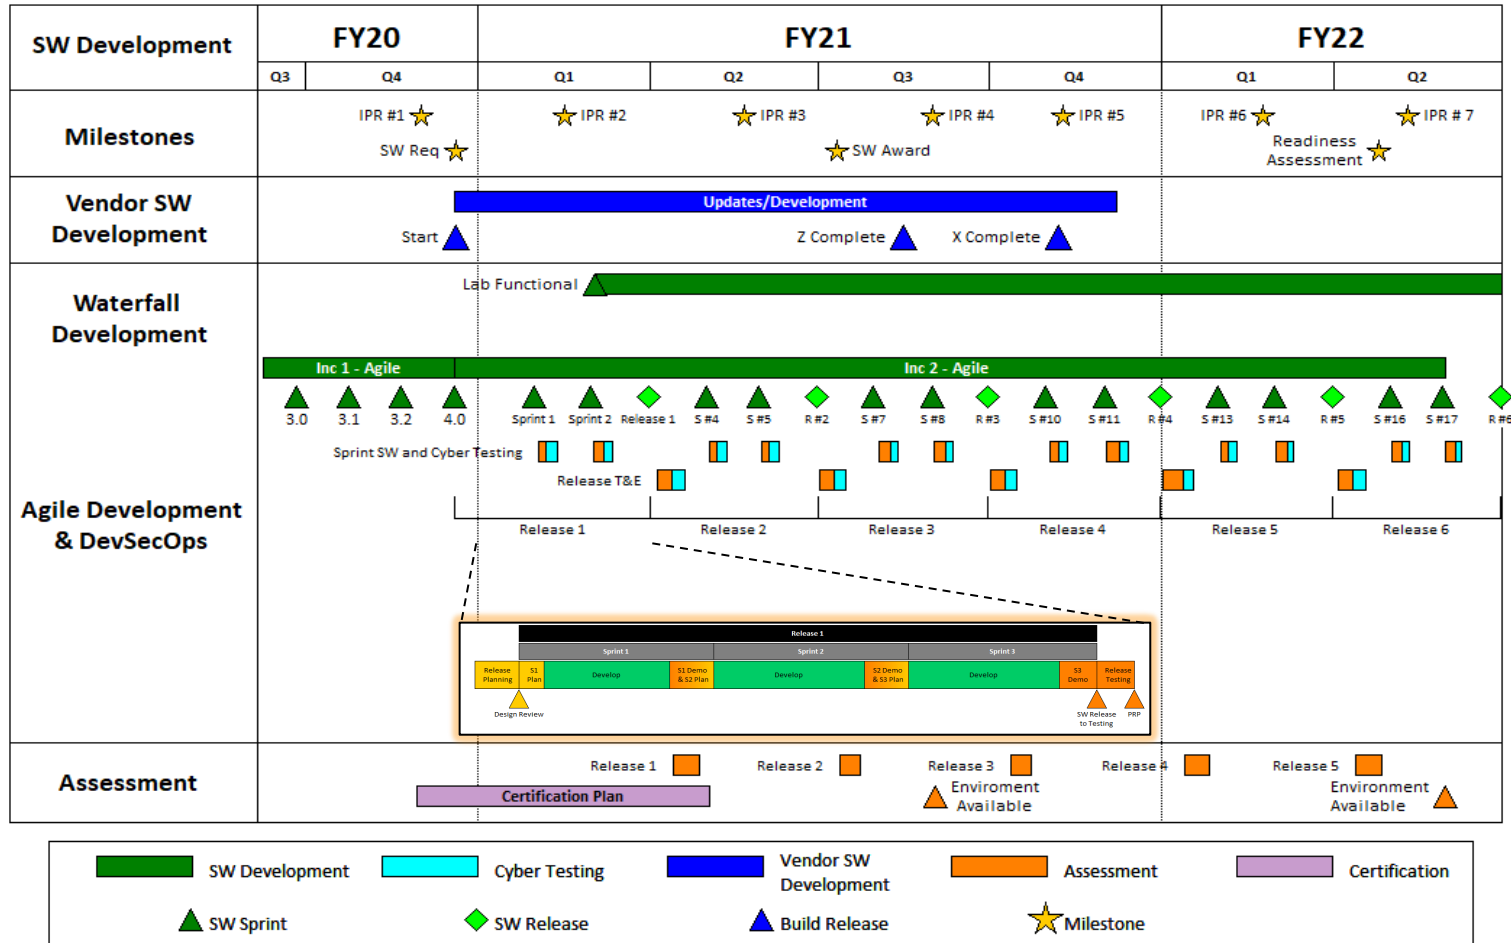 SW Development
FY20
FY21
FY22
Q3
Q4
Q1
Q2
Q3
Q4
Q1
Q2
Milestones
IPR #1
IPR #2
IPR #3
IPR #4
IPR #5
IPR #6
IPR # 7
SW Req
SW Award
Readiness
Assessment
Vendor SW
Development
Updates/Development
Start
Z Complete
X Complete
Waterfall
Development
Lab Functional
Inc 1 - Agile
Inc 2 - Agile
3.0
3.1
3.2
4.0
Sprint 1
Sprint 2
Release 1
S #4
S #5
R #2
S #7
S #8
R #3
S #10
S #11
R #4
S #13
S #14
R #5
S #16
S #17
R #6
Sprint SW and Cyber Testing
Release T&E
Agile Development
& DevSecOps
Release 1
Release 2
Release 3
Release 4
Release 5
Release 6
Release 1
Sprint 1
Sprint 2
Sprint 3
Release
Planning
S1
Plan
Develop
S1 Demo
& S2 Plan
Develop
S2 Demo
& S3 Plan
Develop
S3
Demo
Release
Testing
Design Review
SW Release
to Testing
PRP
Assessment
Release 1
Release 2
Release 3
Release 4
Release 5
Certification Plan
Enviroment
Available
Environment
Available
SW Development
Cyber Testing
Vendor SW
Development
Assessment
Certification
SW Sprint
SW Release
Build Release
Milestone